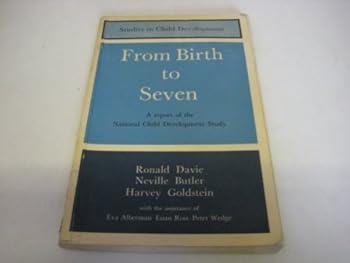 Studies in Child Development
From Birth
to
Seven
A report of the
National Child Development Study
Ronald Davie
Neville Butler
Harvey Goldstein
with the assistance of
Eva Alberman Euan Ross Peter Wedge